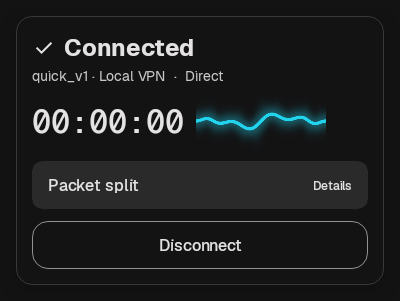 Connected
quick_v1 · Local VPN · Direct
00:00:00
Packet split Details
Disconnect